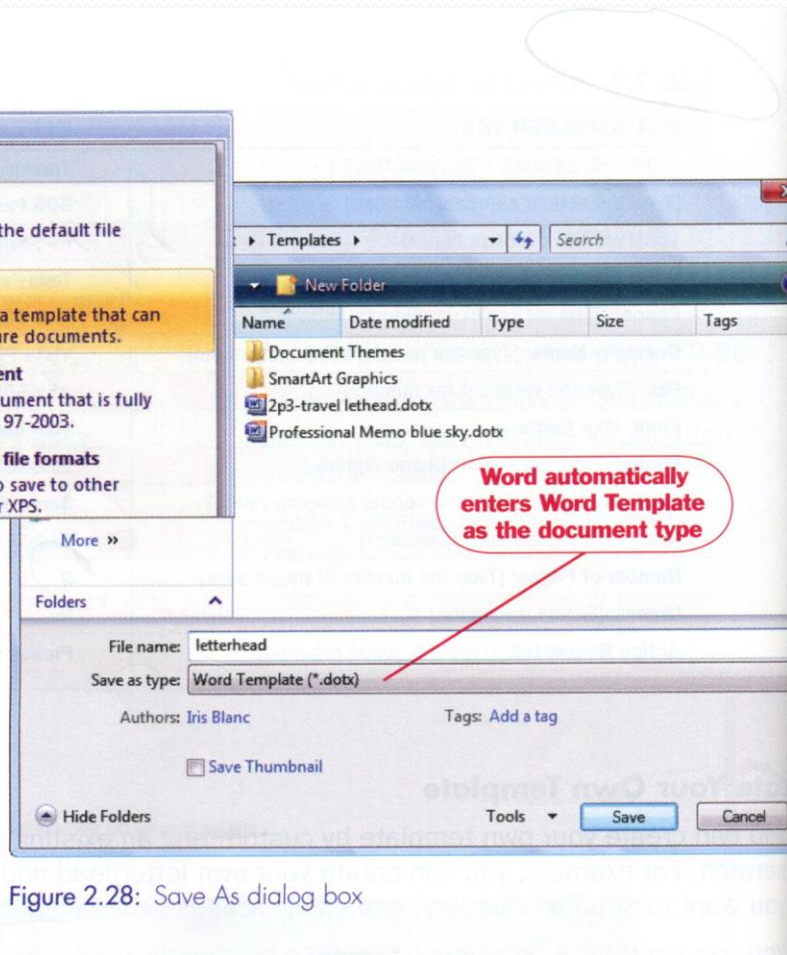 the default file
a template that can
re documents.
ent
ument that is fully
97-2003.
file formats
o save to other
r XPS.
Templates
Search
New Folder
Name Date modified Type Size Tags
Document Themes
SmartArt Graphics
2p3-travel lethead.dotx
Professional Memo blue sky.dotx
Word automatically
enters Word Template
as the document type
More »
Folders
File name: letterhead
Save as type: Word Template (*.dotx)
Authors: Iris Blanc Tags: Add a tag
Save Thumbnail
Hide Folders Tools Save Cancel
Figure 2.28: Save As dialog box